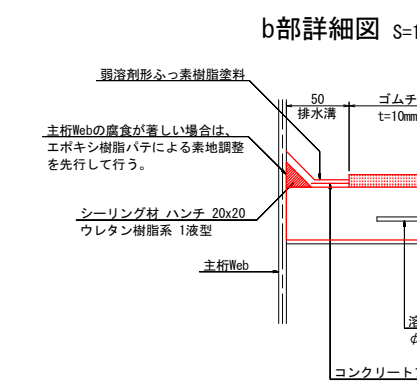 b部詳細図 S=1
弱溶剤形ふっ素樹脂塗料
50
排水溝
ゴムチ
t=10mm
主桁Webの腐食が著しい場合は、
エポキシ樹脂パテによる素地調整
を先行して行う。
シーリング材 ハンチ 20x20
ウレタン樹脂系 1液型
主桁Web
溶
φ
コンクリート